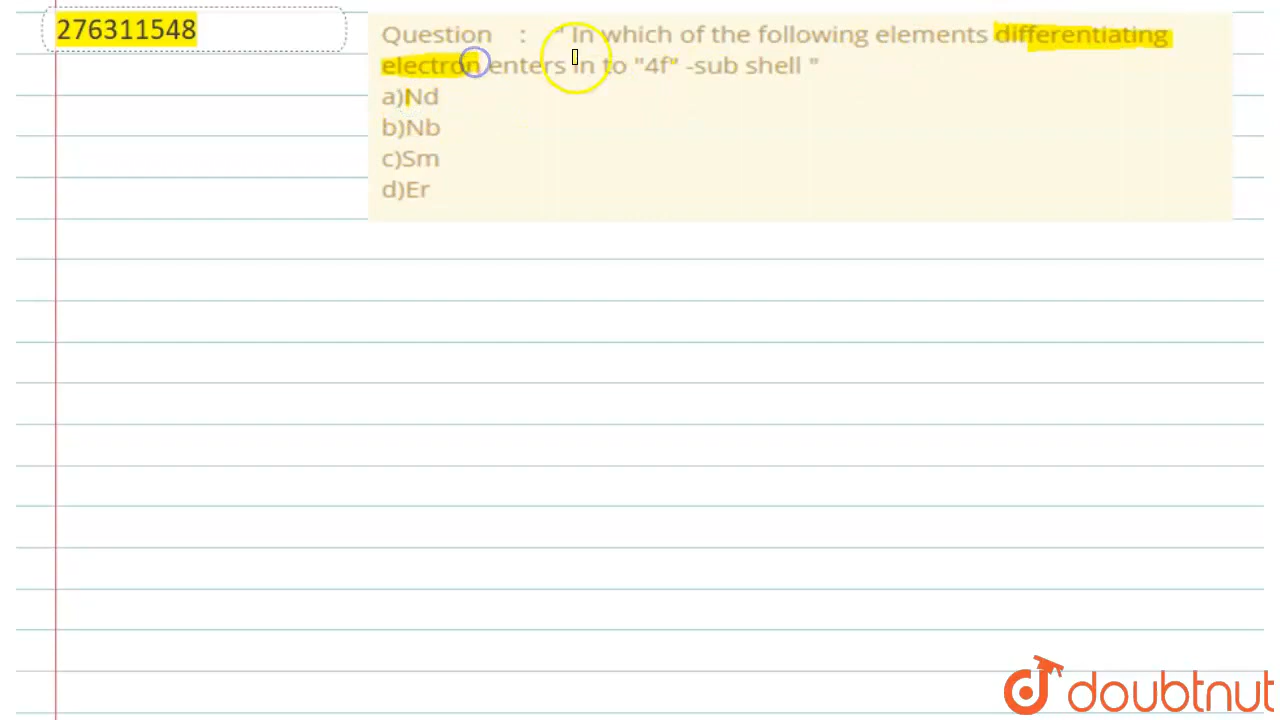 276311548
Question : " In which of the following elements differentiating
electron enters in to "4f" -sub shell "
a)Nd
b)Nb
c)Sm
d)Er
doubtnut